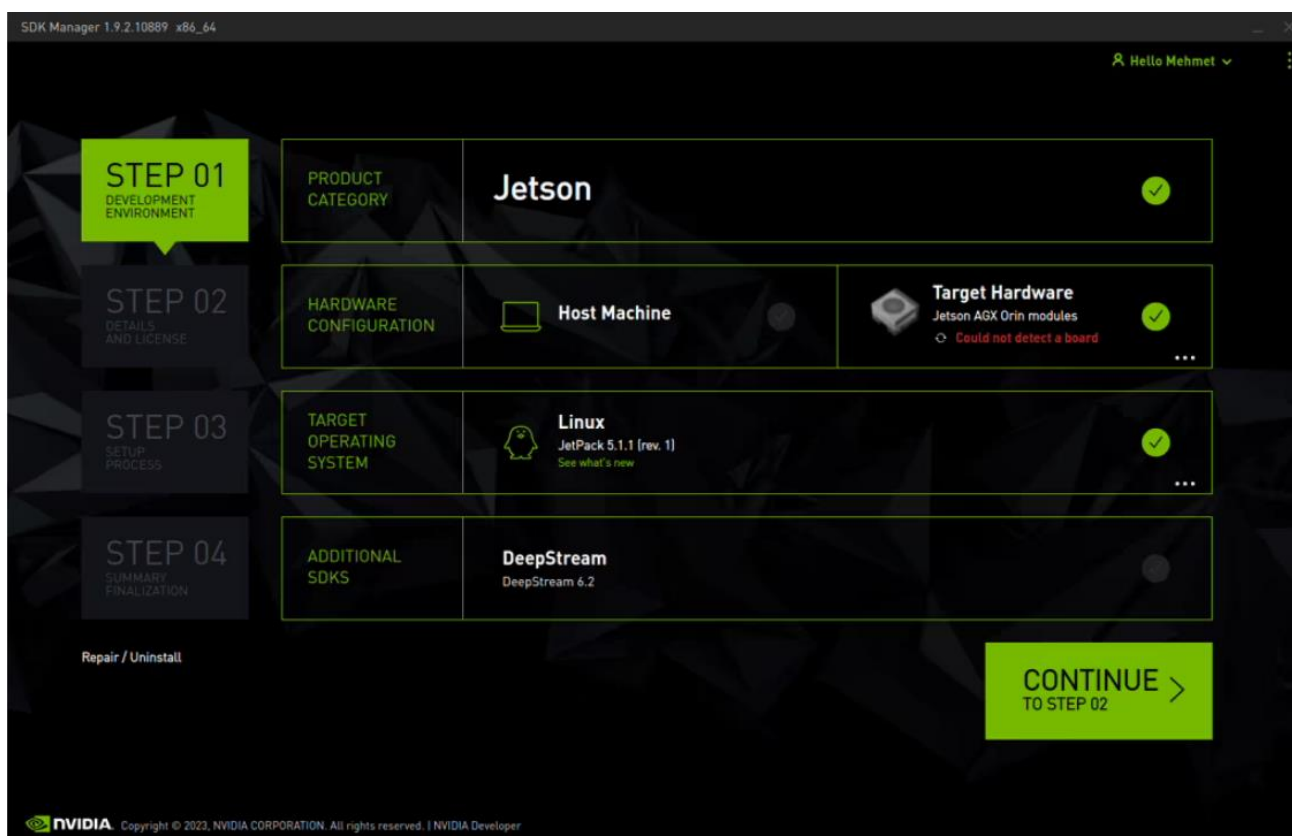 SDK Manager 1.9.2.10889 x86_64
Hello Mehmet
STEP 01
DEVELOPMENT
ENVIRONMENT
PRODUCT
CATEGORY
Jetson
STEP 02
DETAILS
AND LICENSE
HARDWARE
CONFIGURATION
Host Machine
Target Hardware
Jetson AGX Orin modules
Could not detect a board
...
STEP 03
SETUP
PROCESS
TARGET
OPERATING
SYSTEM
Linux
JetPack 5.1.1 (rev. 1)
See what's new
...
STEP 04
SUMMARY
FINALIZATION
ADDITIONAL
SDKS
DeepStream
DeepStream 6.2
Repair / Uninstall
CONTINUE >
TO STEP 02
NVIDIA. Copyright © 2023, NVIDIA CORPORATION. All rights reserved. | NVIDIA Developer